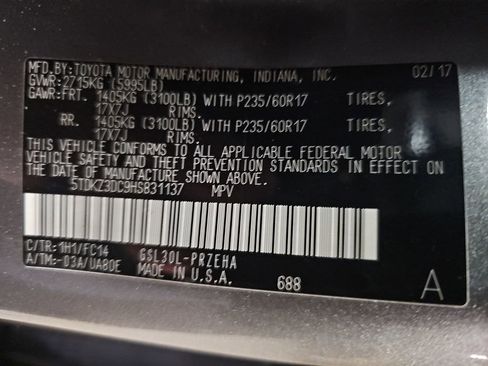 MFD.BY: TOYOTA MOTOR MANUFACTURING, INDIANA, INC. 02/17
GVWR: 2715KG (5995LB)
GAWR: FRT. 1405KG (3100LB) WITH P235/60R17 TIRES,
17X7J RIMS.
RR. 1405KG (3100LB) WITH P235/60R17 TIRES,
17X7J RIMS.
THIS VEHICLE CONFORMS TO ALL APPLICABLE FEDERAL MOTOR
VEHICLE SAFETY AND THEFT PREVENTION STANDARDS IN EFFECT ON
THE DATE OF MANUFACTURE SHOWN ABOVE.
5TDKZ3DC9HS831137 MPV
C/TR: 1H1/FC14 GSL30L-PRZEHA
A/TM: -03A/UA80E MADE IN U.S.A. 688 A